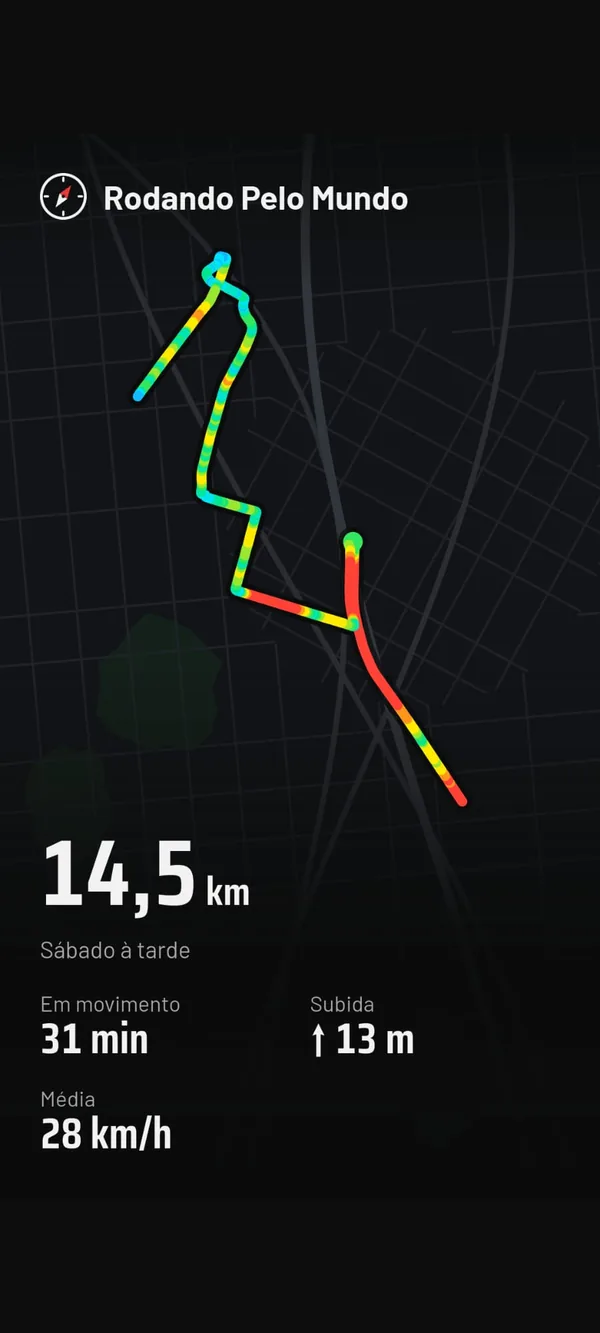 Rodando Pelo Mundo
14,5 km
Sábado à tarde
Em movimento
31 min
Subida
↑ 13 m
Média
28 km/h